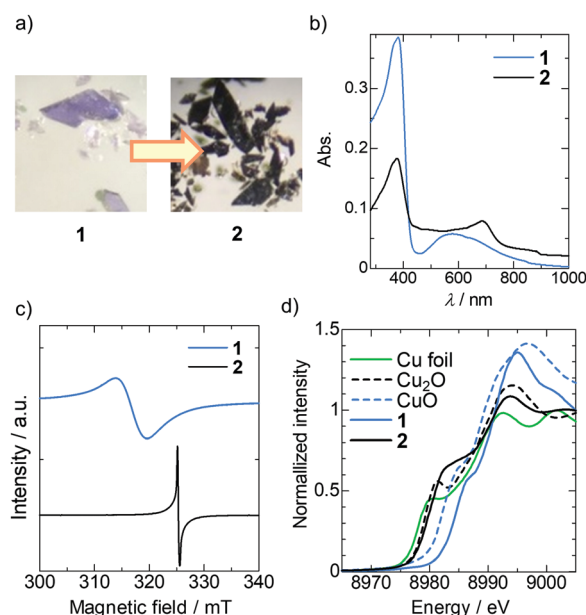 a)
1
2
b)
1
2
Abs.
0.3
0.2
0.1
0
400
600
800
1000
λ / nm
c)
1
2
Intensity / a.u.
300
310
320
330
340
Magnetic field / mT
d)
Cu foil
Cu₂O
CuO
1
2
Normallized intensity
1.5
1
0.5
0
8970
8980
8990
9000
Energy / eV